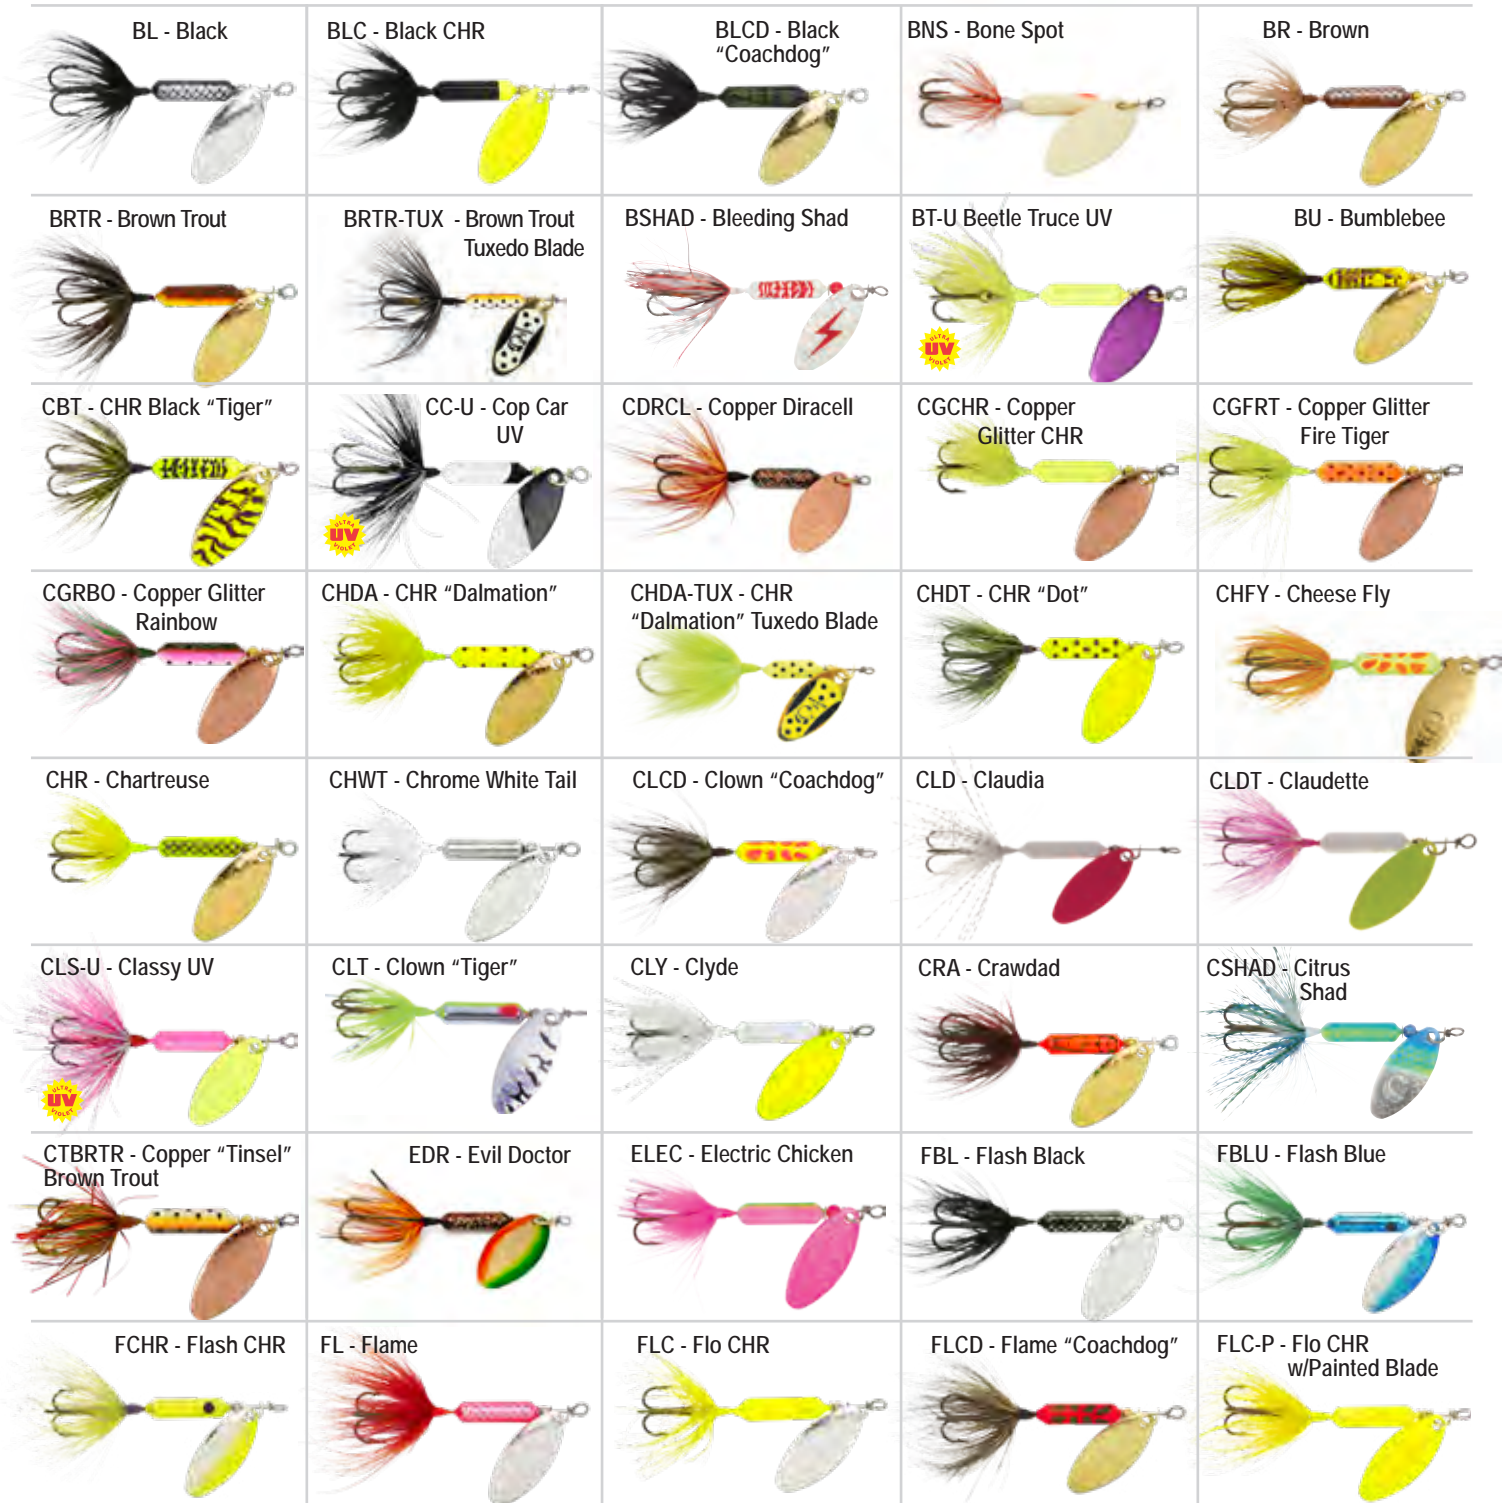 BL - Black
BLC - Black CHR
BLCD - Black
“Coachdog”
BNS - Bone Spot
BR - Brown
BRTR - Brown Trout
BRTR-TUX - Brown Trout
Tuxedo Blade
BSHAD - Bleeding Shad
BT-U Beetle Truce UV
ULTRA
UV
VIOLET
BU - Bumblebee
CBT - CHR Black “Tiger”
CC-U - Cop Car
UV
ULTRA
UV
VIOLET
CDRCL - Copper Diracell
CGCHR - Copper
Glitter CHR
CGFRT - Copper Glitter
Fire Tiger
CGRBO - Copper Glitter
Rainbow
CHDA - CHR “Dalmation”
CHDA-TUX - CHR
“Dalmation” Tuxedo Blade
CHDT - CHR “Dot”
CHFY - Cheese Fly
CHR - Chartreuse
CHWT - Chrome White Tail
CLCD - Clown “Coachdog”
CLD - Claudia
CLDT - Claudette
CLS-U - Classy UV
ULTRA
UV
VIOLET
CLT - Clown “Tiger”
CLY - Clyde
CRA - Crawdad
CSHAD - Citrus
Shad
CTBRTR - Copper “Tinsel”
Brown Trout
EDR - Evil Doctor
ELEC - Electric Chicken
FBL - Flash Black
FBLU - Flash Blue
FCHR - Flash CHR
FL - Flame
FLC - Flo CHR
FLCD - Flame “Coachdog”
FLC-P - Flo CHR
w/Painted Blade